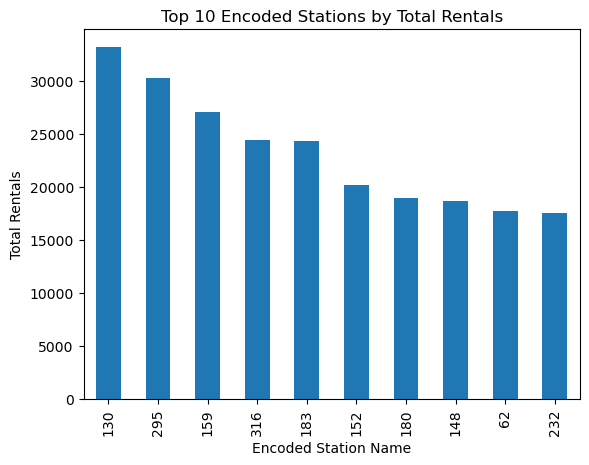 Top 10 Encoded Stations by Total Rentals
Total Rentals
30000
25000
20000
15000
10000
5000
0
130 295 159 316 183 152 180 148 62 232
Encoded Station Name